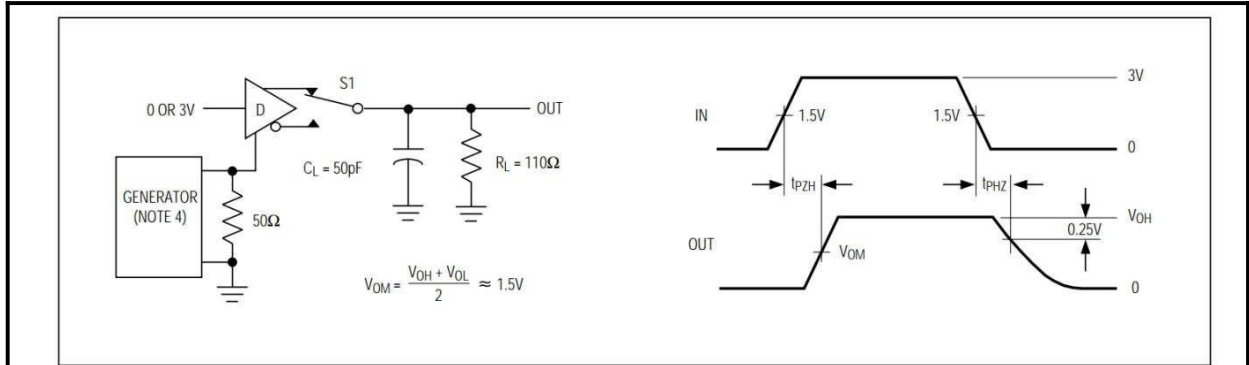 S1
0 OR 3V
D
OUT
C_L = 50pF
R_L = 110Ω
GENERATOR
(NOTE 4)
50Ω
V_OM = (V_OH + V_OL) / 2 ≈ 1.5V
3V
IN
1.5V
1.5V
0
t_PZH
t_PHZ
V_OH
0.25V
OUT
V_OM
0